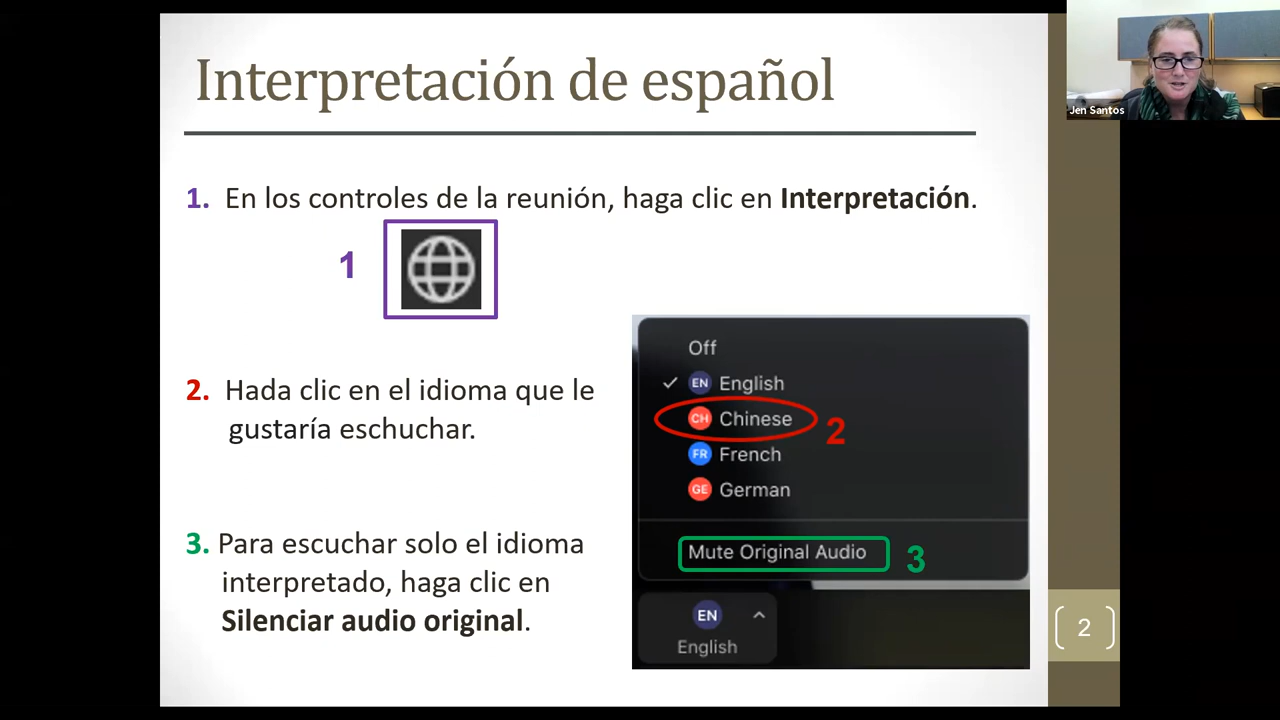 Interpretación de español
Jen Santos
1. En los controles de la reunión, haga clic en Interpretación.
1
2. Hada clic en el idioma que le
gustaría eschuchar.
3. Para escuchar solo el idioma
interpretado, haga clic en
Silenciar audio original.
Off
EN English
CH Chinese
2
FR French
GE German
Mute Original Audio
3
EN
English
2